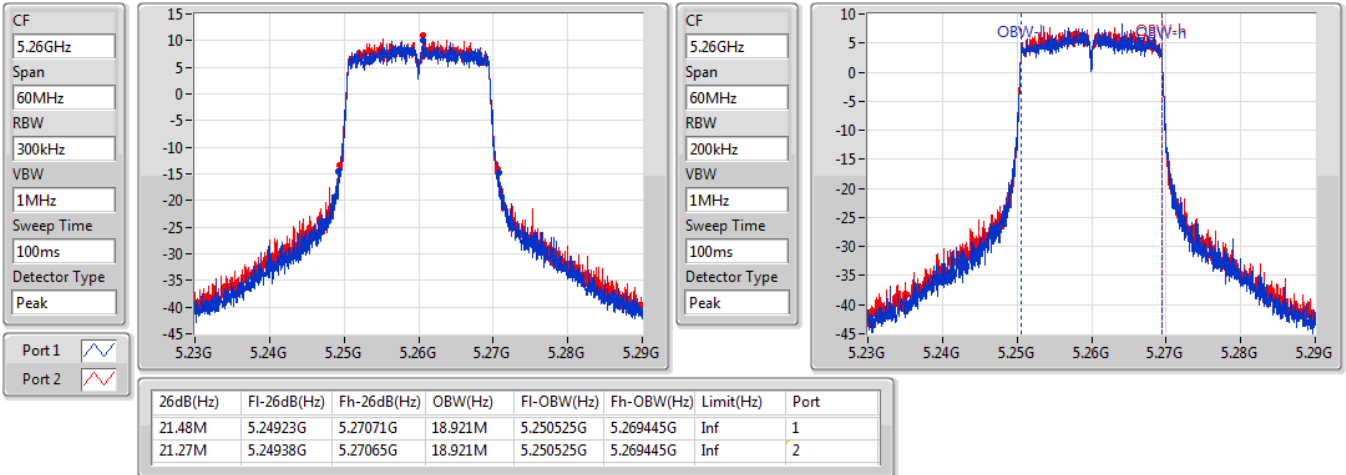 CF
5.26GHz
Span
60MHz
RBW
300kHz
VBW
1MHz
Sweep Time
100ms
Detector Type
Peak
Port 1
Port 2
15
10
5
0
-5
-10
-15
-20
-25
-30
-35
-40
-45
5.23G 5.24G 5.25G 5.26G 5.27G 5.28G 5.29G
CF
5.26GHz
Span
60MHz
RBW
200kHz
VBW
1MHz
Sweep Time
100ms
Detector Type
Peak
10
5
0
-5
-10
-15
-20
-25
-30
-35
-40
-45
OBW-l OBW-h
5.23G 5.24G 5.25G 5.26G 5.27G 5.28G 5.29G
26dB(Hz) Fl-26dB(Hz) Fh-26dB(Hz) OBW(Hz) Fl-OBW(Hz) Fh-OBW(Hz) Limit(Hz) Port
21.48M 5.24923G 5.27071G 18.921M 5.250525G 5.269445G Inf 1
21.27M 5.24938G 5.27065G 18.921M 5.250525G 5.269445G Inf 2